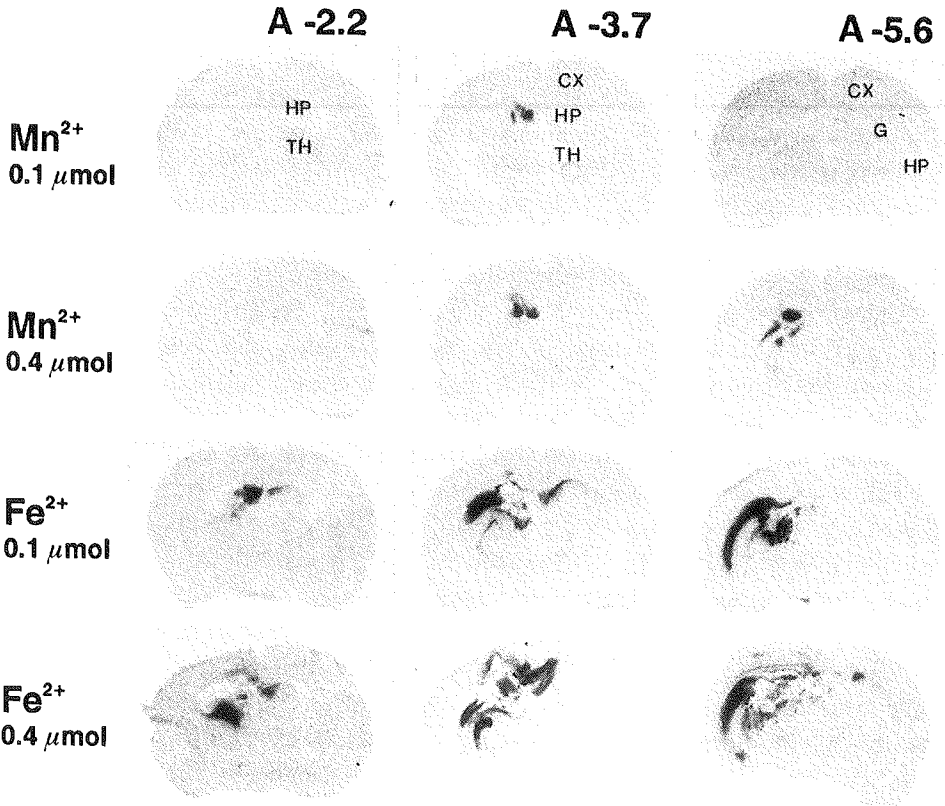 A -2.2 A -3.7 A -5.6
Mn²⁺
0.1 μmol
HP
TH
CX
HP
TH
CX
G
HP
Mn²⁺
0.4 μmol
Fe²⁺
0.1 μmol
Fe²⁺
0.4 μmol